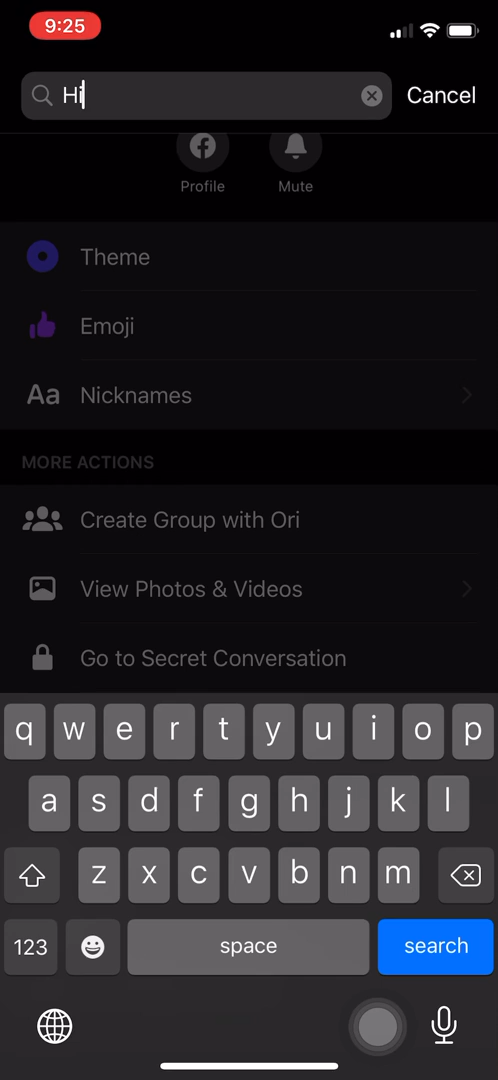 9:25
Hi
Cancel
Profile
Mute
Theme
Emoji
Aa
Nicknames
MORE ACTIONS
Create Group with Ori
View Photos & Videos
Go to Secret Conversation
q w e r t y u i o p
a s d f g h j k l
z x c v b n m
123
space
search